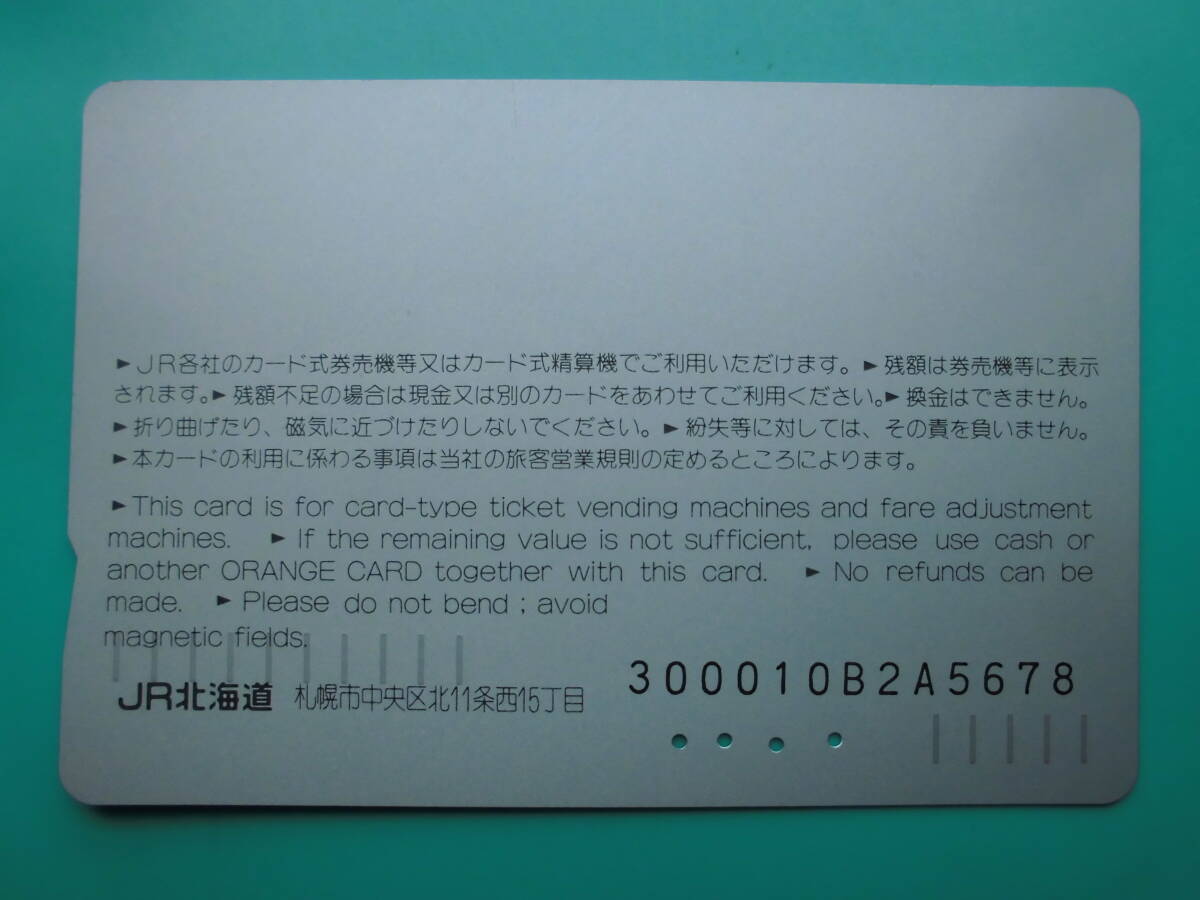 ►JR各社のカード式券売機等又はカード式精算機でご利用いただけます。►残額は券売機等に表示
されます。►残額不足の場合は現金又は別のカードをあわせてご利用ください。►換金はできません。
►折り曲げたり、磁気に近づけたりしないでください。►紛失等に対しては、その責を負いません。
►本カードの利用に係わる事項は当社の旅客営業規則の定めるところによります。
►This card is for card-type ticket vending machines and fare adjustment
machines. ►If the remaining value is not sufficient, please use cash or
another ORANGE CARD together with this card. ►No refunds can be
made. ►Please do not bend ; avoid
magnetic fields.
JR北海道 札幌市中央区北11条西15丁目
300010B2A5678